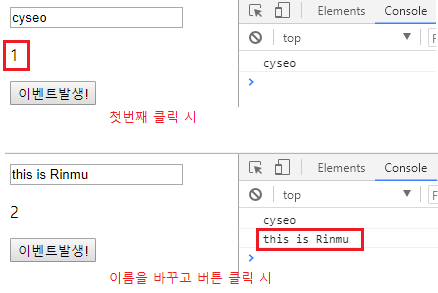 cyseo
Elements Console
1
top
cyseo
이벤트발생!
첫번째 클릭 시
this is Rinmu
Elements Console
2
top
cyseo
this is Rinmu
이벤트발생!
이름을 바꾸고 버튼 클릭 시